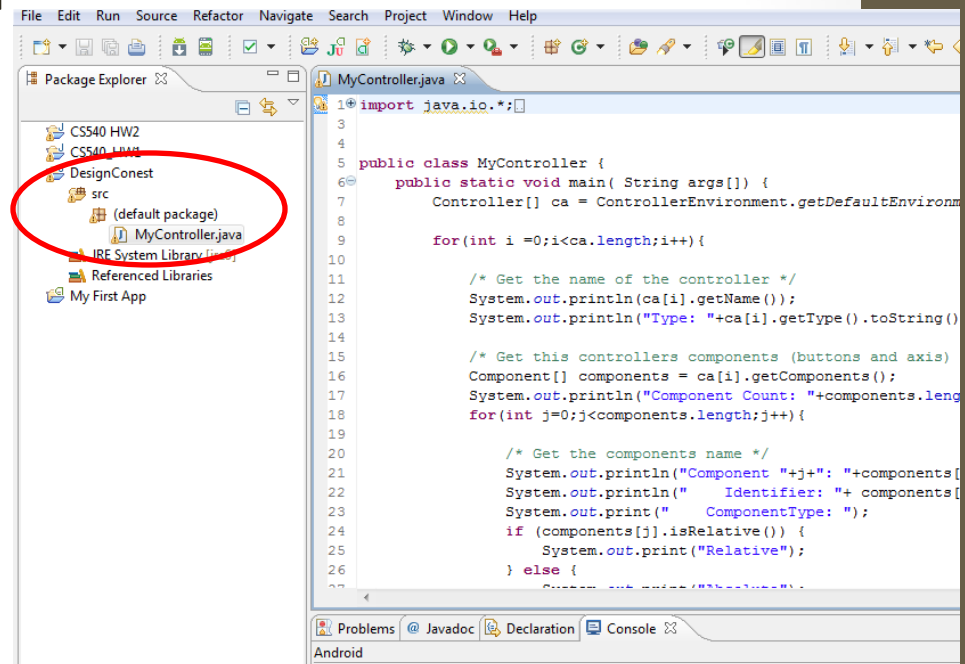 File Edit Run Source Refactor Navigate Search Project Window Help
Package Explorer
MyController.java
CS540 HW2
CS540_HW1
DesignConest
src
(default package)
MyController.java
JRE System Library
Referenced Libraries
My First App
1 import java.io.*;
3
4
5 public class MyController {
6 public static void main( String args[]) {
7 Controller[] ca = ControllerEnvironment.getDefaultEnvironm
8
9 for(int i =0;i<ca.length;i++){
10
11 /* Get the name of the controller */
12 System.out.println(ca[i].getName());
13 System.out.println("Type: "+ca[i].getType().toString()
14
15 /* Get this controllers components (buttons and axis)
16 Component[] components = ca[i].getComponents();
17 System.out.println("Component Count: "+components.leng
18 for(int j=0;j<components.length;j++){
19
20 /* Get the components name */
21 System.out.println("Component "+j+": "+components[
22 System.out.println("    Identifier: "+ components[
23 System.out.print("    ComponentType: ");
24 if (components[j].isRelative()) {
25 System.out.print("Relative");
26 } else {
27 System.out.print("Absolute");
Problems @ Javadoc Declaration Console
Android